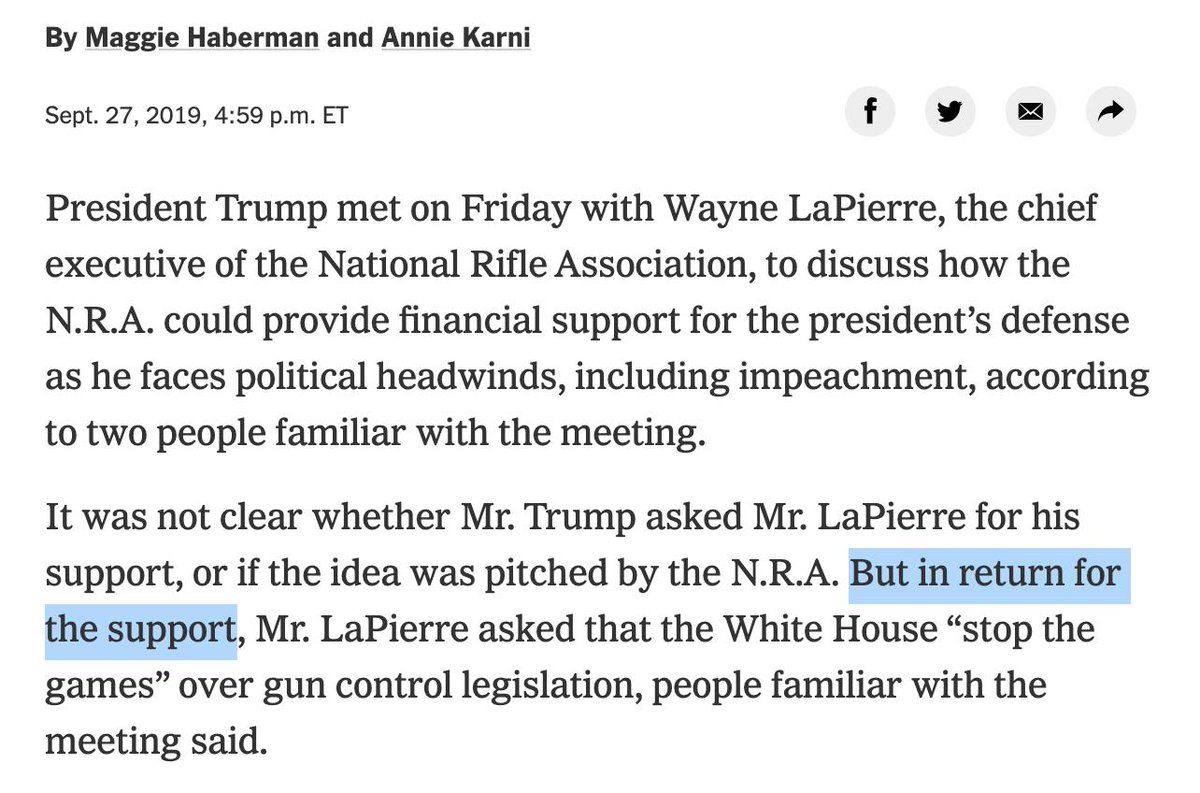 By Maggie Haberman and Annie Karni
Sept. 27, 2019, 4:59 p.m. ET
President Trump met on Friday with Wayne LaPierre, the chief
executive of the National Rifle Association, to discuss how the
N.R.A. could provide financial support for the president’s defense
as he faces political headwinds, including impeachment, according
to two people familiar with the meeting.
It was not clear whether Mr. Trump asked Mr. LaPierre for his
support, or if the idea was pitched by the N.R.A. But in return for
the support, Mr. LaPierre asked that the White House “stop the
games” over gun control legislation, people familiar with the
meeting said.